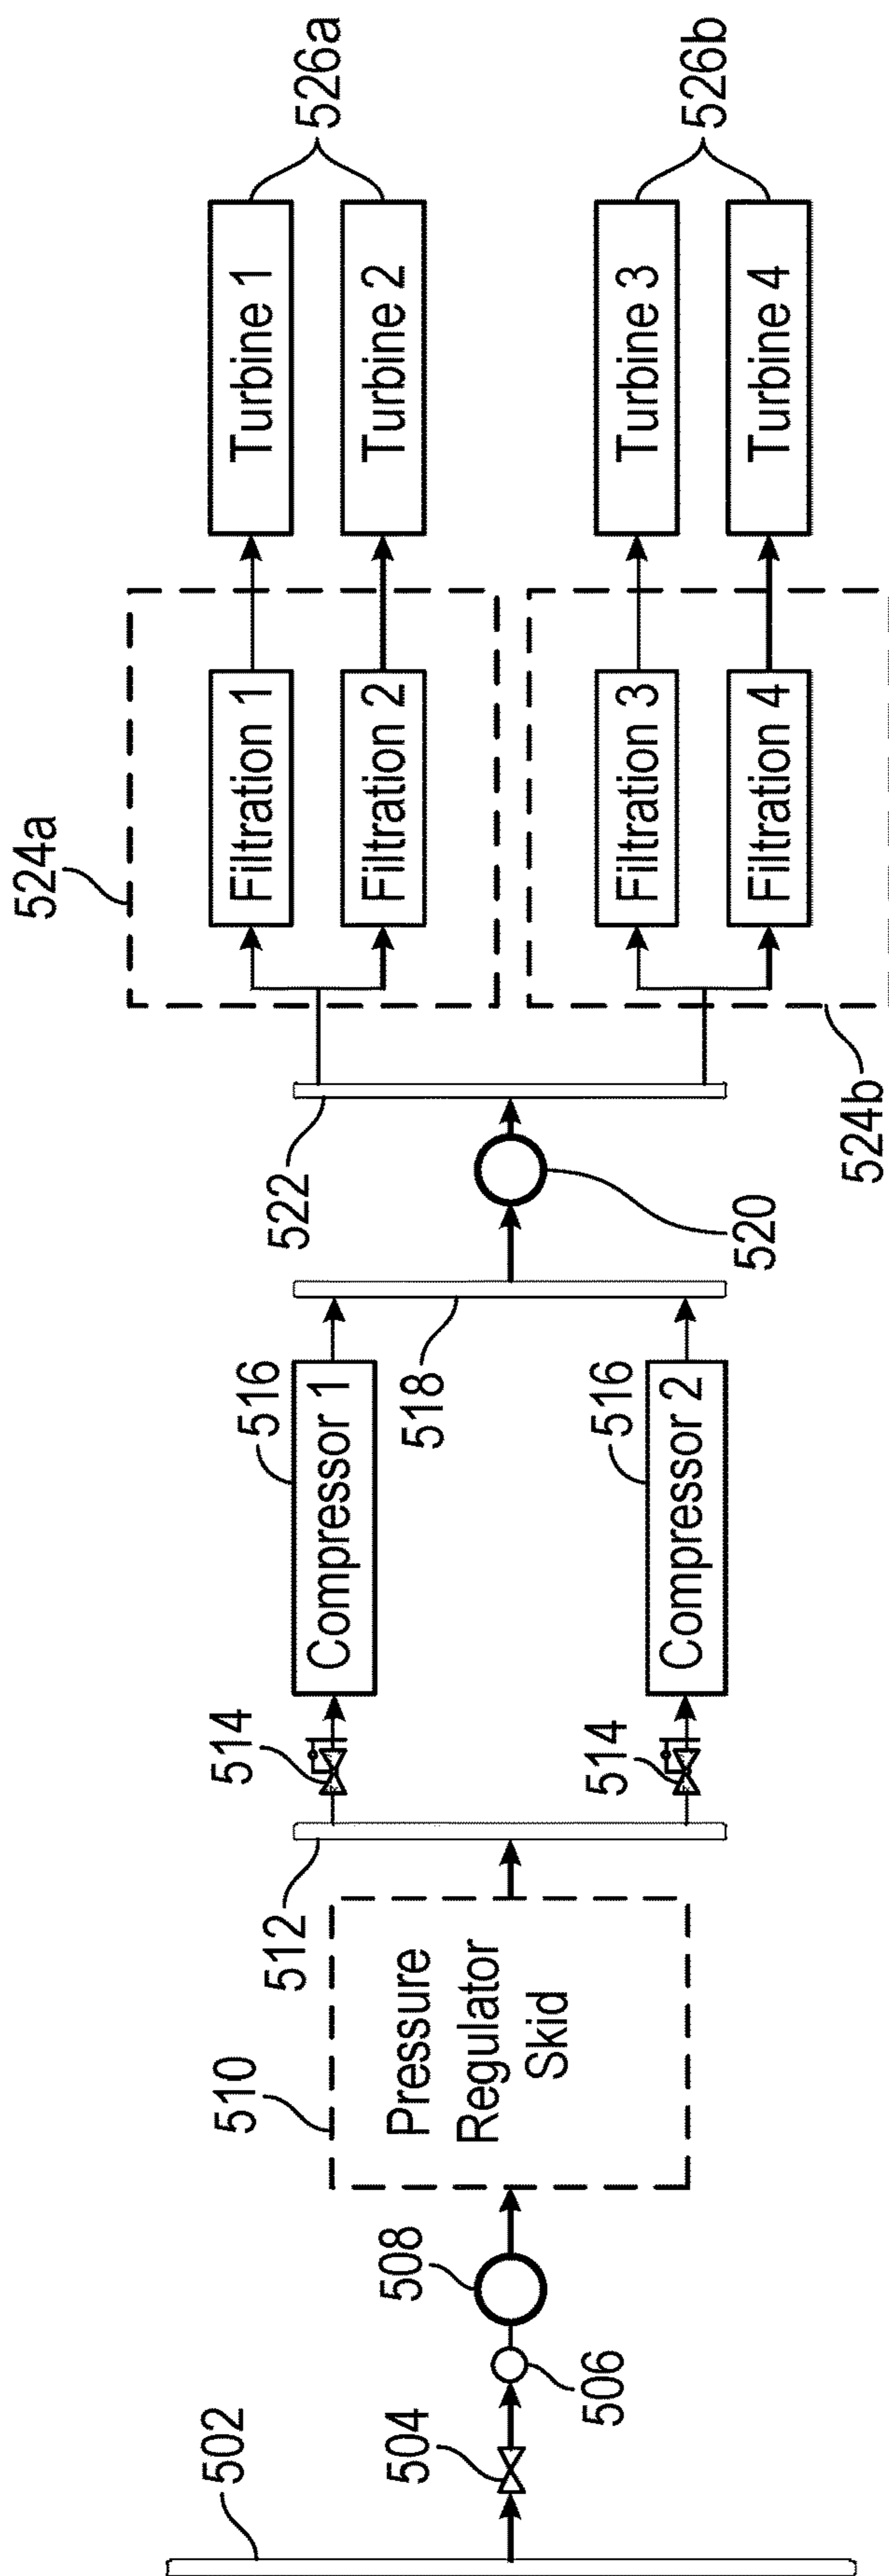 502
504
506
508
510
Pressure
Regulator
Skid
512
514
514
516
Compressor 1
516
Compressor 2
518
520
522
524a
Filtration 1
Filtration 2
524b
Filtration 3
Filtration 4
Turbine 1
Turbine 2
526a
Turbine 3
Turbine 4
526b